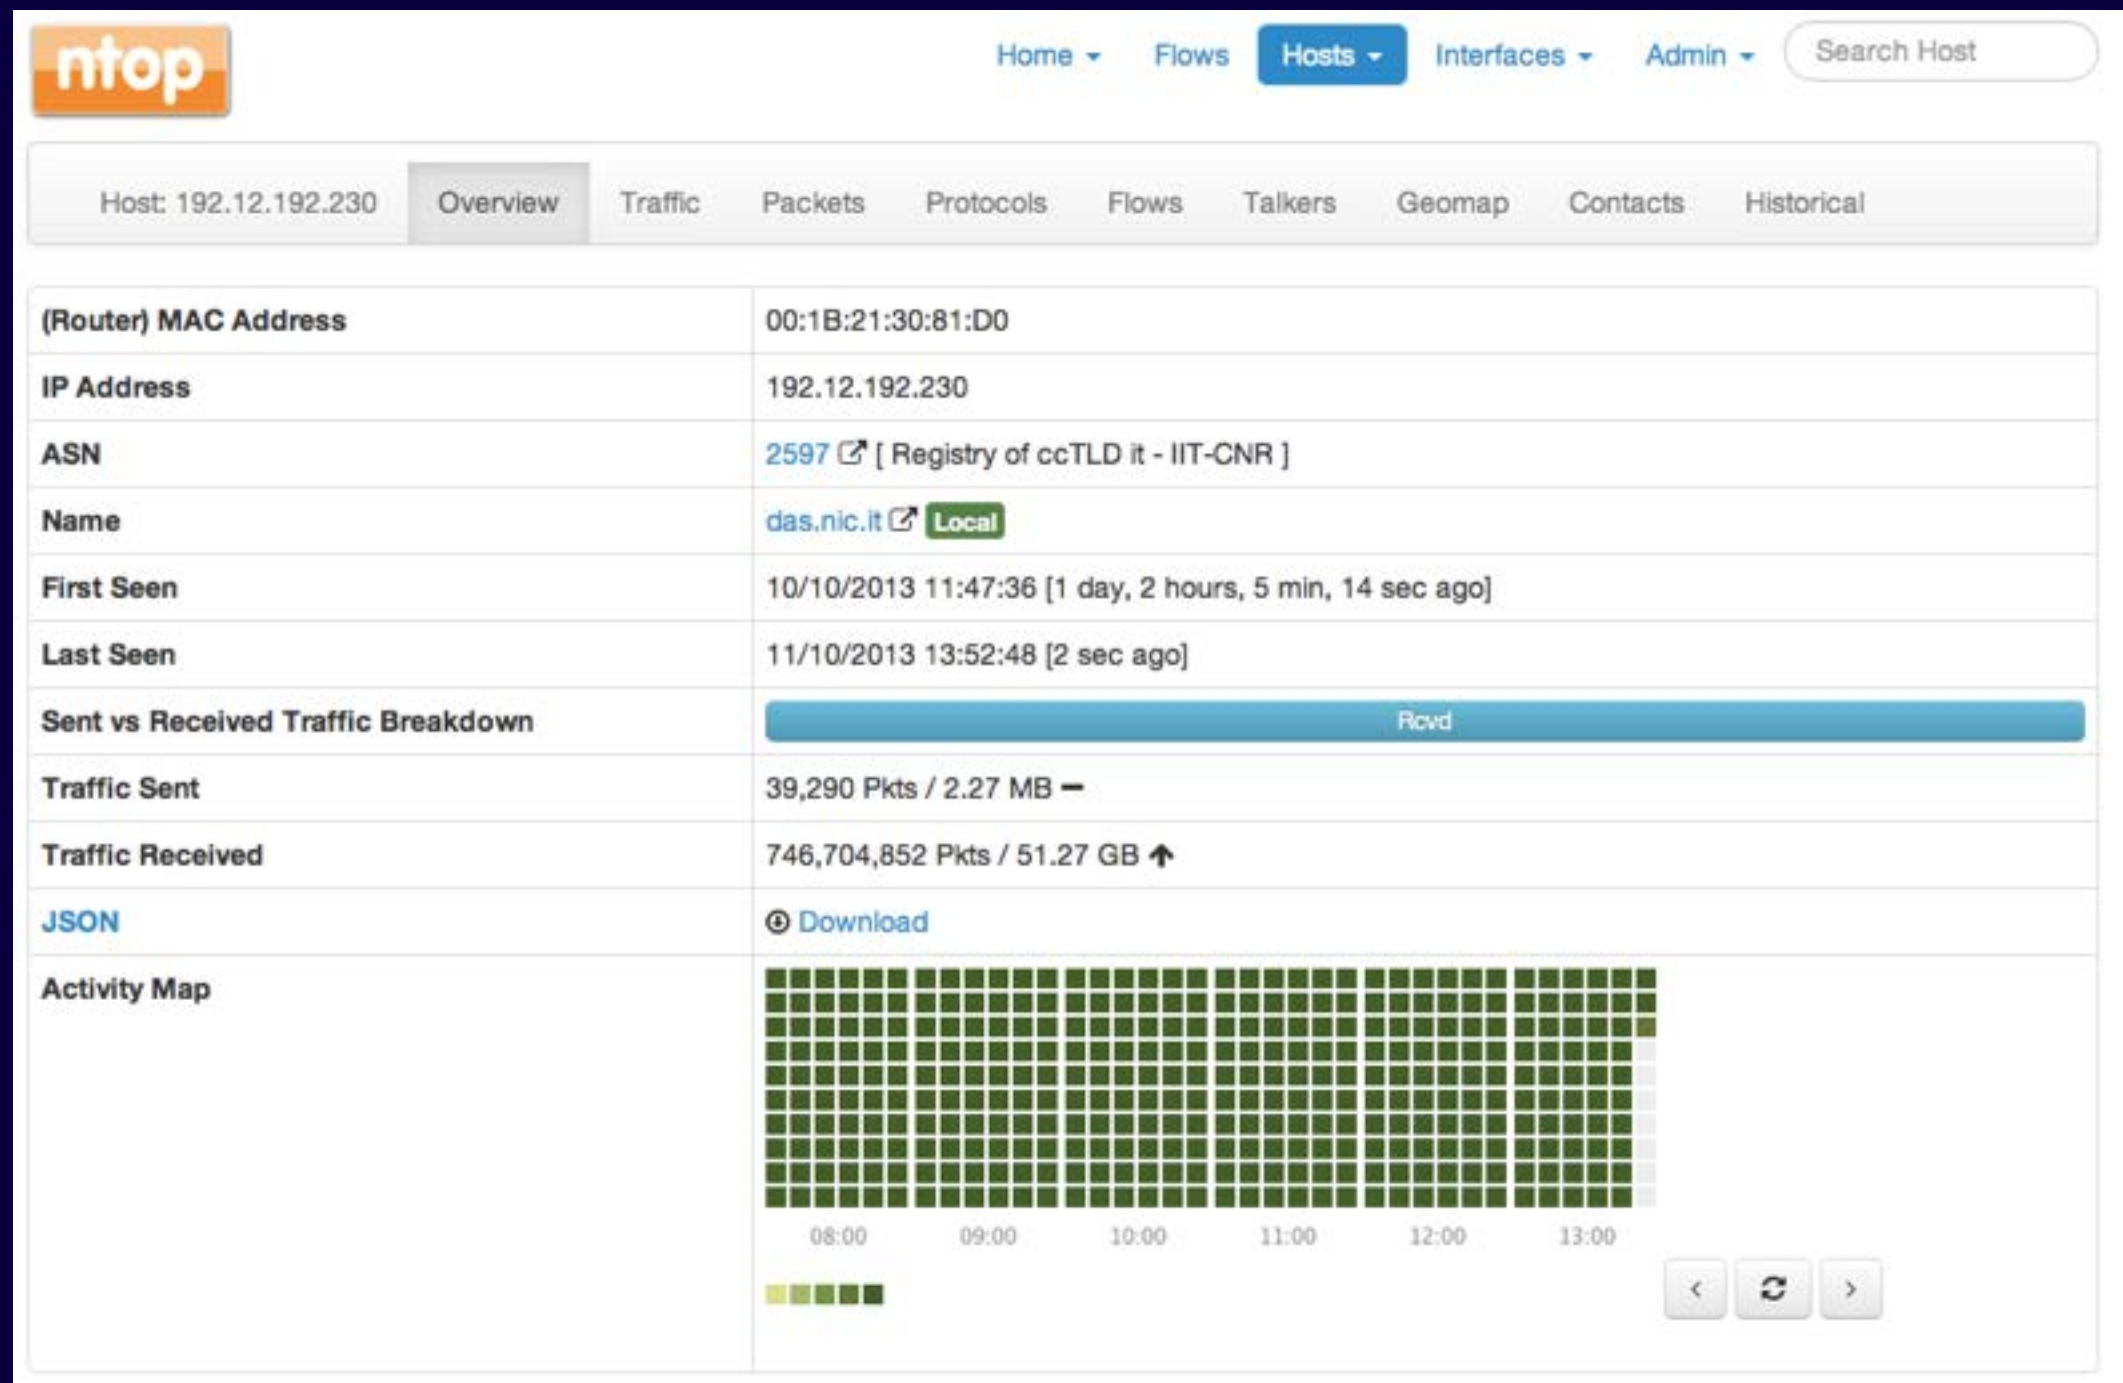 ntop
Home Flows Hosts Interfaces Admin Search Host
Host: 192.12.192.230 Overview Traffic Packets Protocols Flows Talkers Geomap Contacts Historical
(Router) MAC Address 00:1B:21:30:81:D0
IP Address 192.12.192.230
ASN 2597 [ Registry of ccTLD it - IIT-CNR ]
Name das.nic.it Local
First Seen 10/10/2013 11:47:36 [1 day, 2 hours, 5 min, 14 sec ago]
Last Seen 11/10/2013 13:52:48 [2 sec ago]
Sent vs Received Traffic Breakdown Rcvd
Traffic Sent 39,290 Pkts / 2.27 MB
Traffic Received 746,704,852 Pkts / 51.27 GB
JSON Download
Activity Map
08:00 09:00 10:00 11:00 12:00 13:00